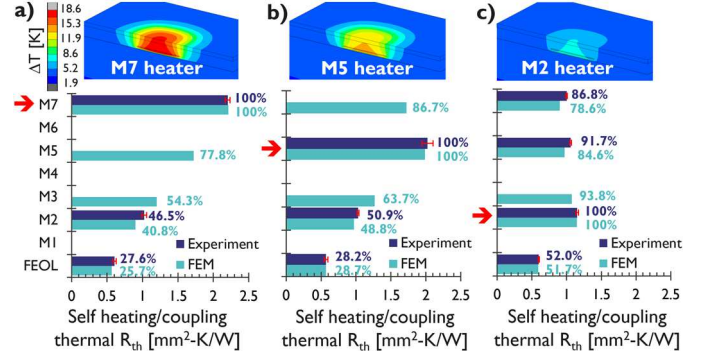 a)
b)
c)
18.6
15.3
11.9
8.6
5.2
1.9
ΔT [K]
M7 heater
M5 heater
M2 heater
M7
M6
M5
M4
M3
M2
M1
FEOL
100%
100%
77.8%
54.3%
46.5%
40.8%
27.6%
25.7%
Experiment
FEM
0
0.5
1
1.5
2
2.5
Self heating/coupling
thermal Rth [mm²-K/W]
86.7%
100%
100%
63.7%
50.9%
48.8%
28.2%
28.7%
Experiment
FEM
0
0.5
1
1.5
2
2.5
Self heating/coupling
thermal Rth [mm²-K/W]
86.8%
78.6%
91.7%
84.6%
93.8%
100%
100%
52.0%
51.7%
Experiment
FEM
0
0.5
1
1.5
2
2.5
Self heating/coupling
thermal Rth [mm²-K/W]